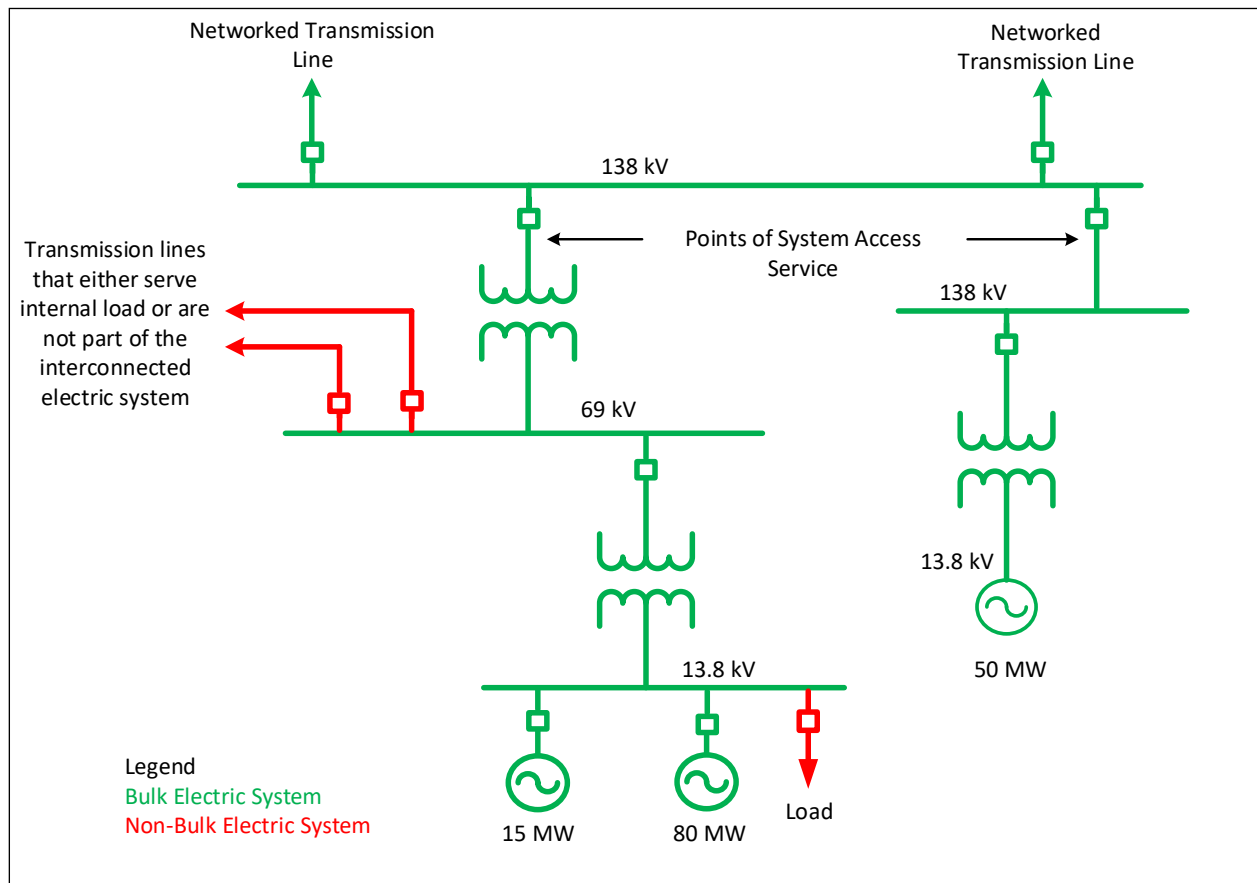 Networked Transmission
Line
Networked
Transmission Line
138 kV
Transmission lines
that either serve
internal load or are
not part of the
interconnected
electric system
Points of System Access
Service
138 kV
69 kV
13.8 kV
50 MW
13.8 kV
Legend
Bulk Electric System
Non-Bulk Electric System
15 MW
80 MW
Load